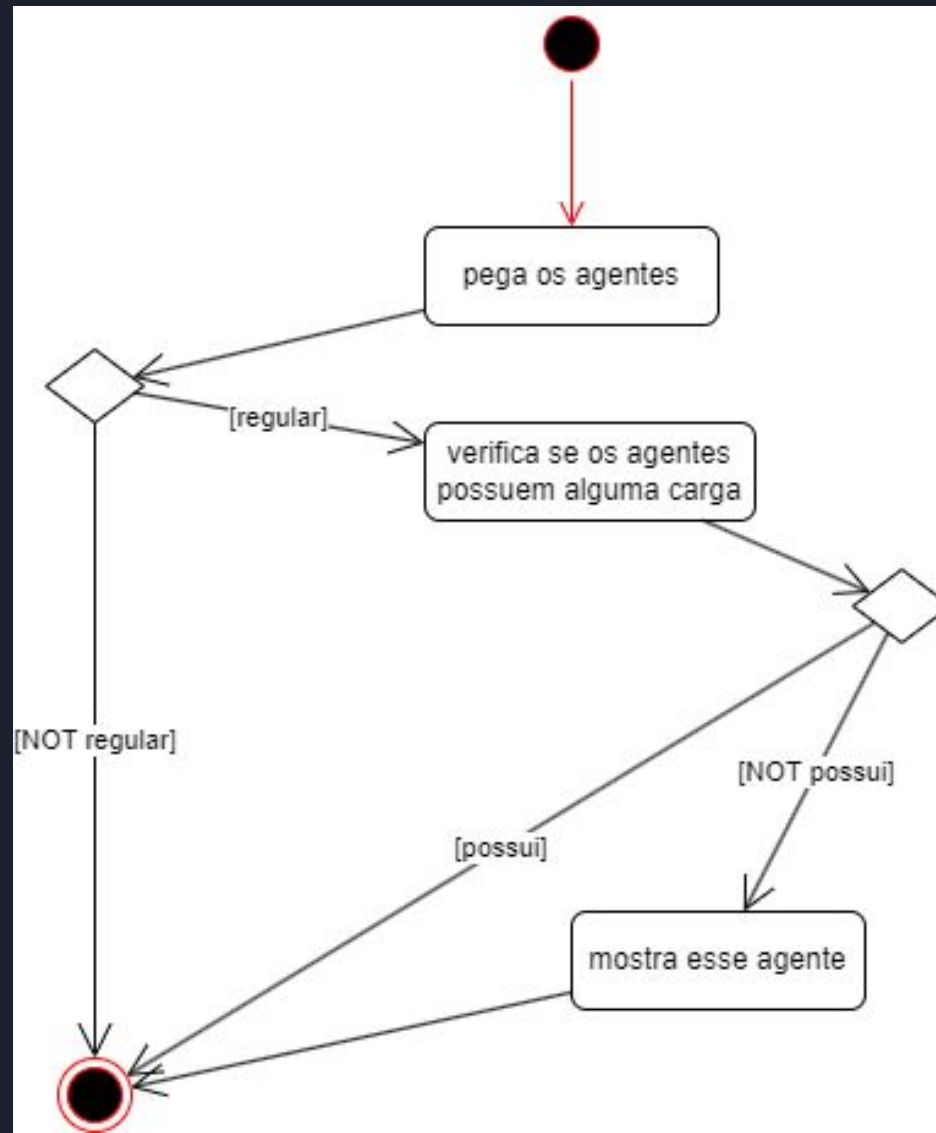 pega os agentes
[regular]
verifica se os agentes
possuem alguma carga
[NOT regular]
[NOT possui]
[possui]
mostra esse agente